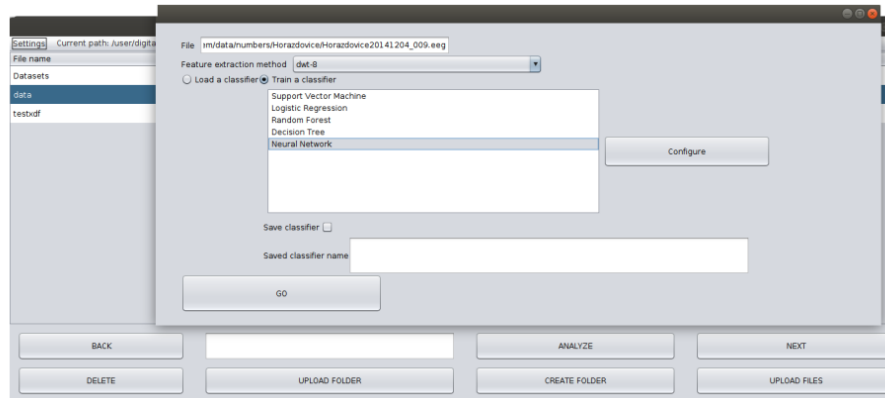 Settings Current path: /user/digita
File name
Datasets
data
testxdf
File ım/data/numbers/Horazdovice/Horazdovice20141204_009.eeg
Feature extraction method dwt-8
Load a classifier Train a classifier
Support Vector Machine
Logistic Regression
Random Forest
Decision Tree
Neural Network
Configure
Save classifier
Saved classifier name
GO
BACK ANALYZE NEXT
DELETE UPLOAD FOLDER CREATE FOLDER UPLOAD FILES